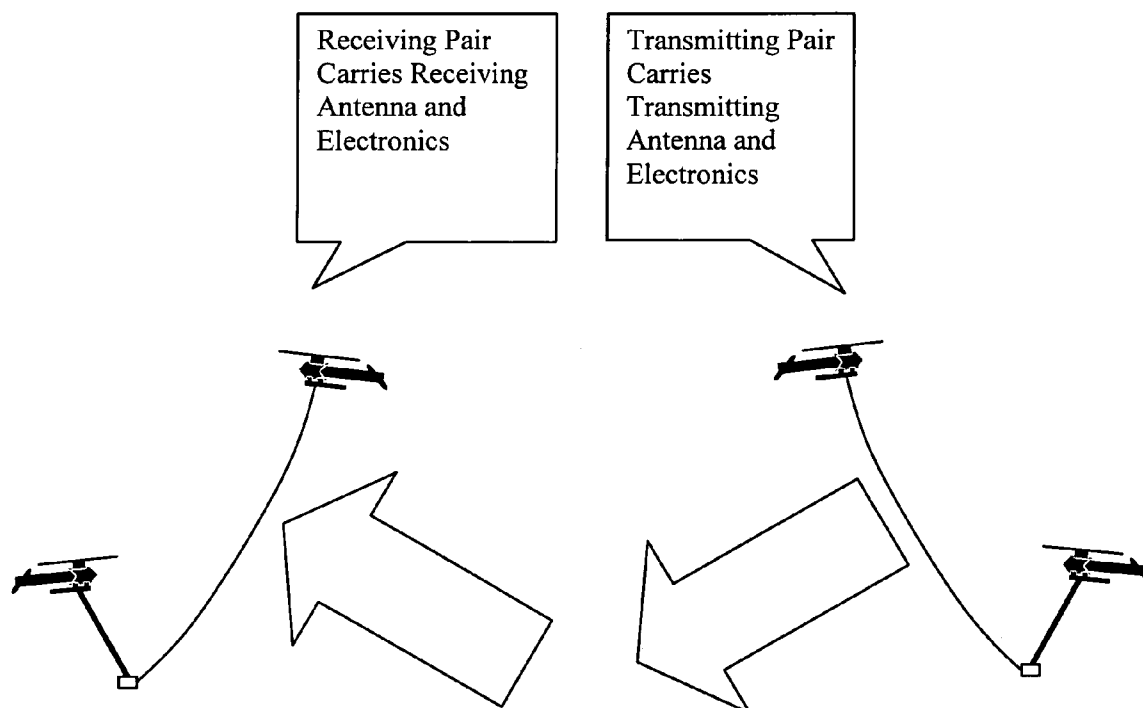 Receiving Pair
Carries Receiving
Antenna and
Electronics
Transmitting Pair
Carries
Transmitting
Antenna and
Electronics